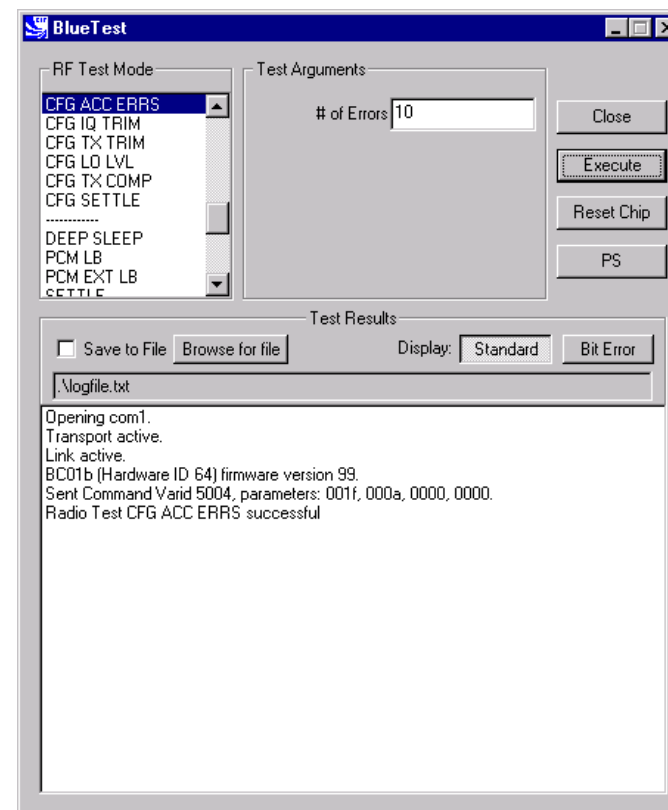 BlueTest
RF Test Mode
CFG ACC ERRS
CFG IQ TRIM
CFG TX TRIM
CFG LO LVL
CFG TX COMP
CFG SETTLE
------------
DEEP SLEEP
PCM LB
PCM EXT LB
SETTLE
Test Arguments
# of Errors 10
Close
Execute
Reset Chip
PS
Test Results
Save to File Browse for file Display: Standard Bit Error
.\logfile.txt
Opening com1.
Transport active.
Link active.
BC01b (Hardware ID 64) firmware version 99.
Sent Command Varid 5004, parameters: 001f, 000a, 0000, 0000.
Radio Test CFG ACC ERRS successful